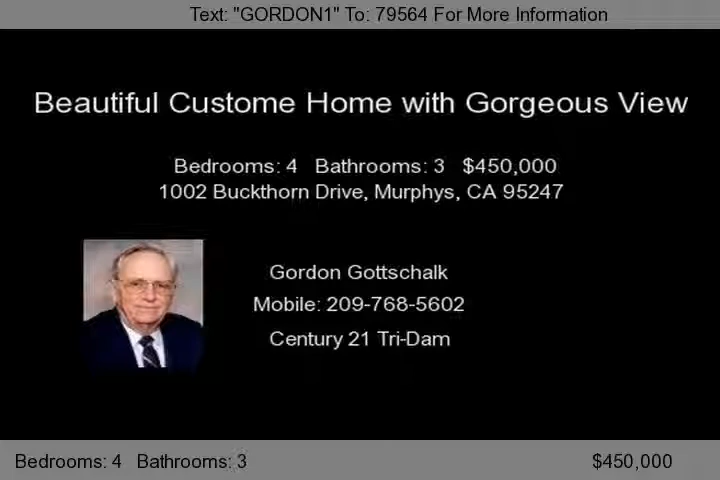 Text: "GORDON1" To: 79564 For More Information
Beautiful Custome Home with Gorgeous View
Bedrooms: 4 Bathrooms: 3 $450,000
1002 Buckthorn Drive, Murphys, CA 95247
Gordon Gottschalk
Mobile: 209-768-5602
Century 21 Tri-Dam
Bedrooms: 4 Bathrooms: 3 $450,000